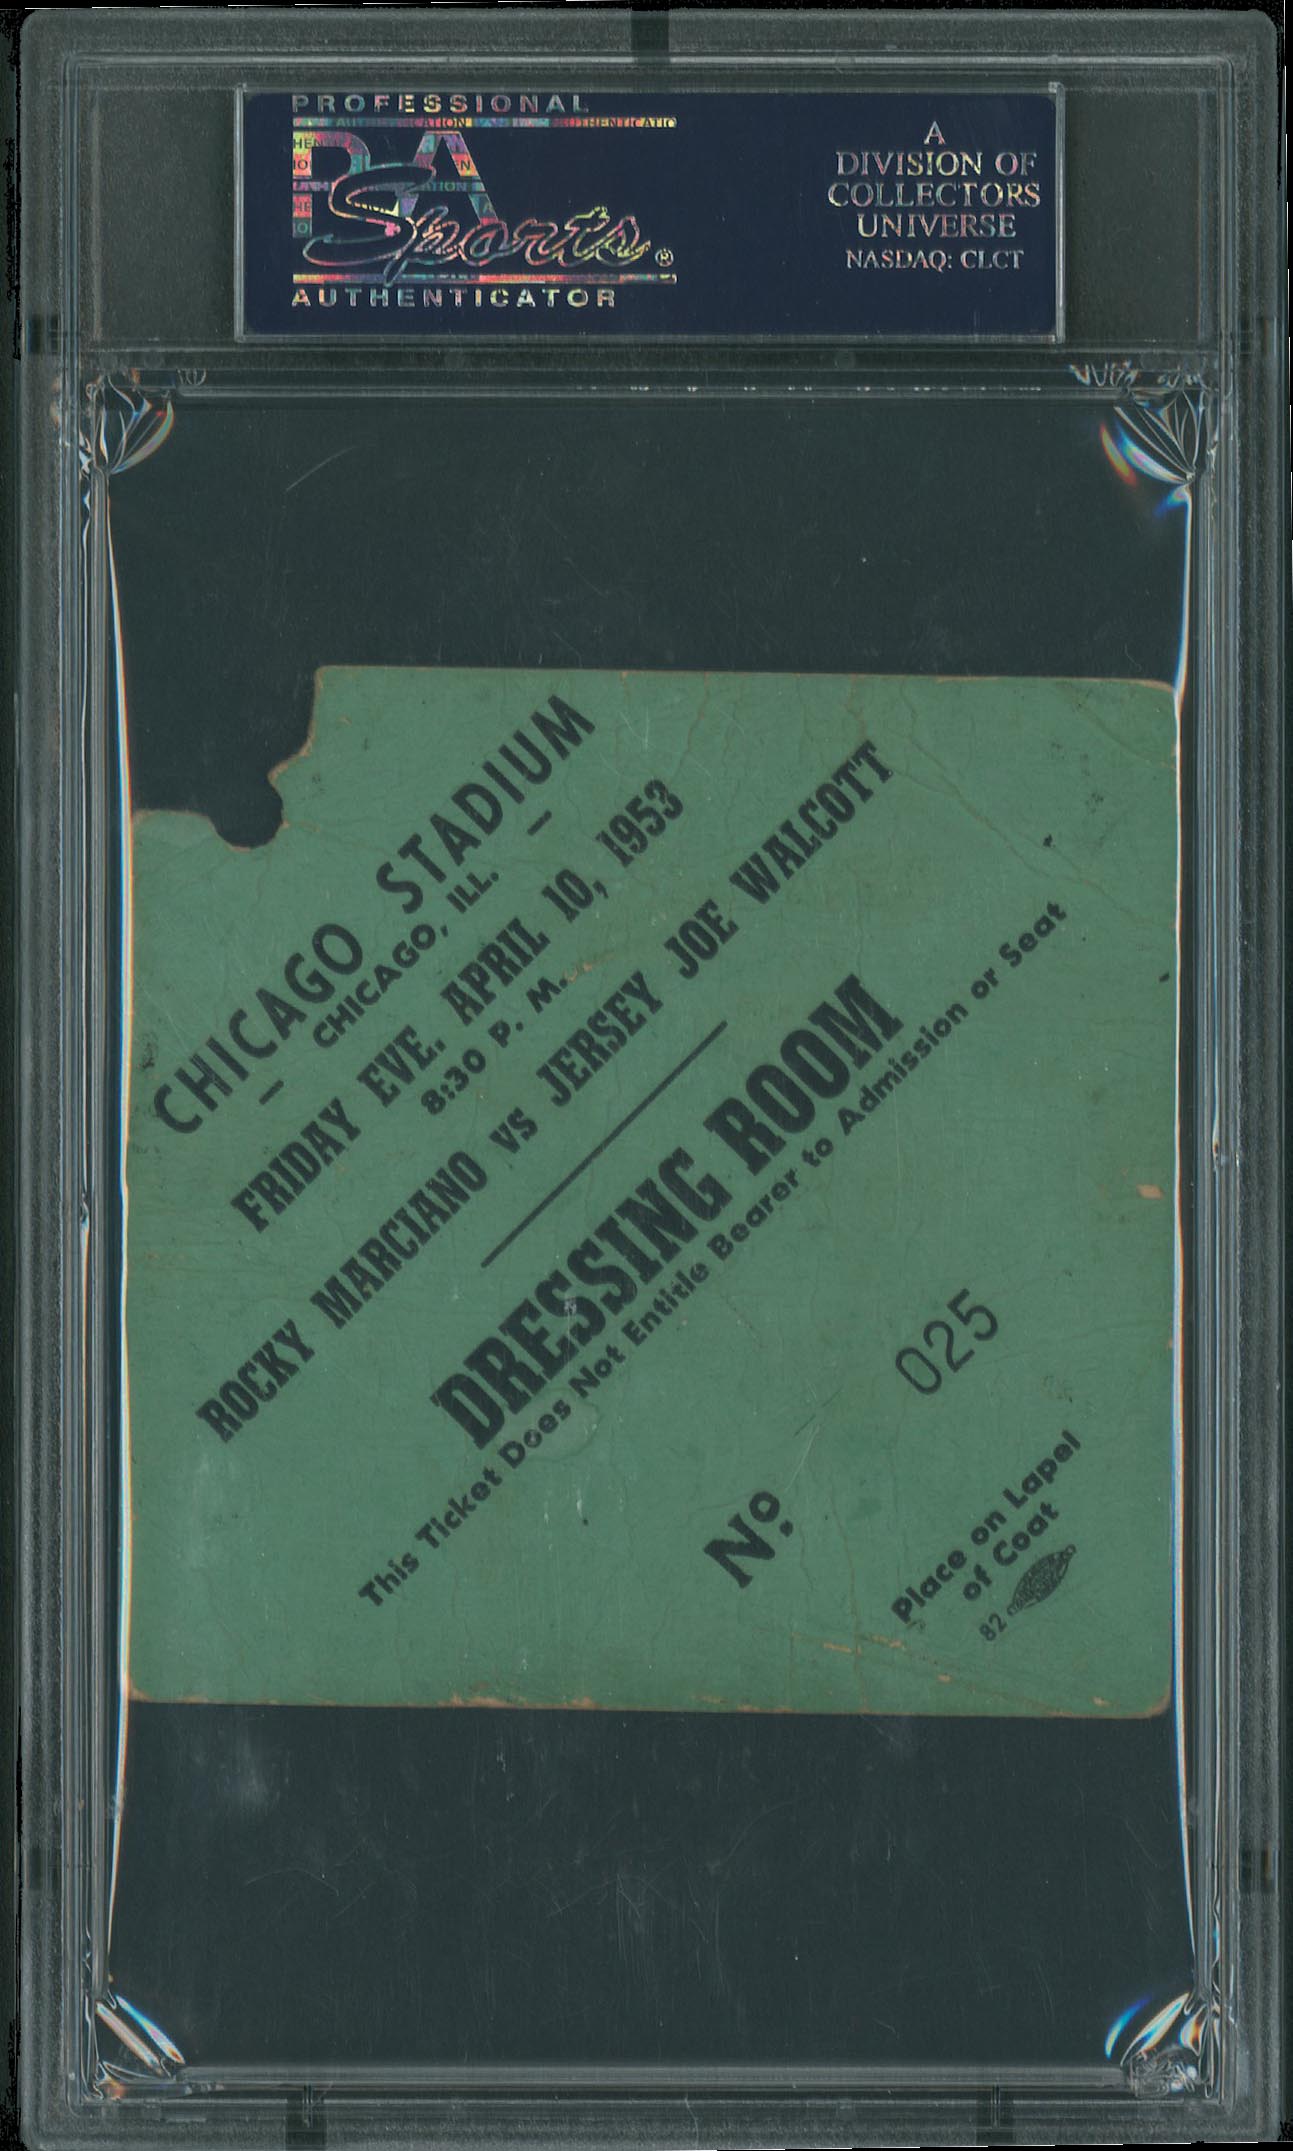 PROFESSIONAL
PSA
Sports®
AUTHENTICATOR
A
DIVISION OF
COLLECTORS
UNIVERSE
NASDAQ: CLCT
CHICAGO STADIUM
— CHICAGO, ILL. —
FRIDAY EVE. APRIL 10, 1953
8:30 P. M.
ROCKY MARCIANO VS JERSEY JOE WALCOTT
DRESSING ROOM
This Ticket Does Not Entitle Bearer to Admission or Seat
No. 025
Place on Lapel
of Coat
82